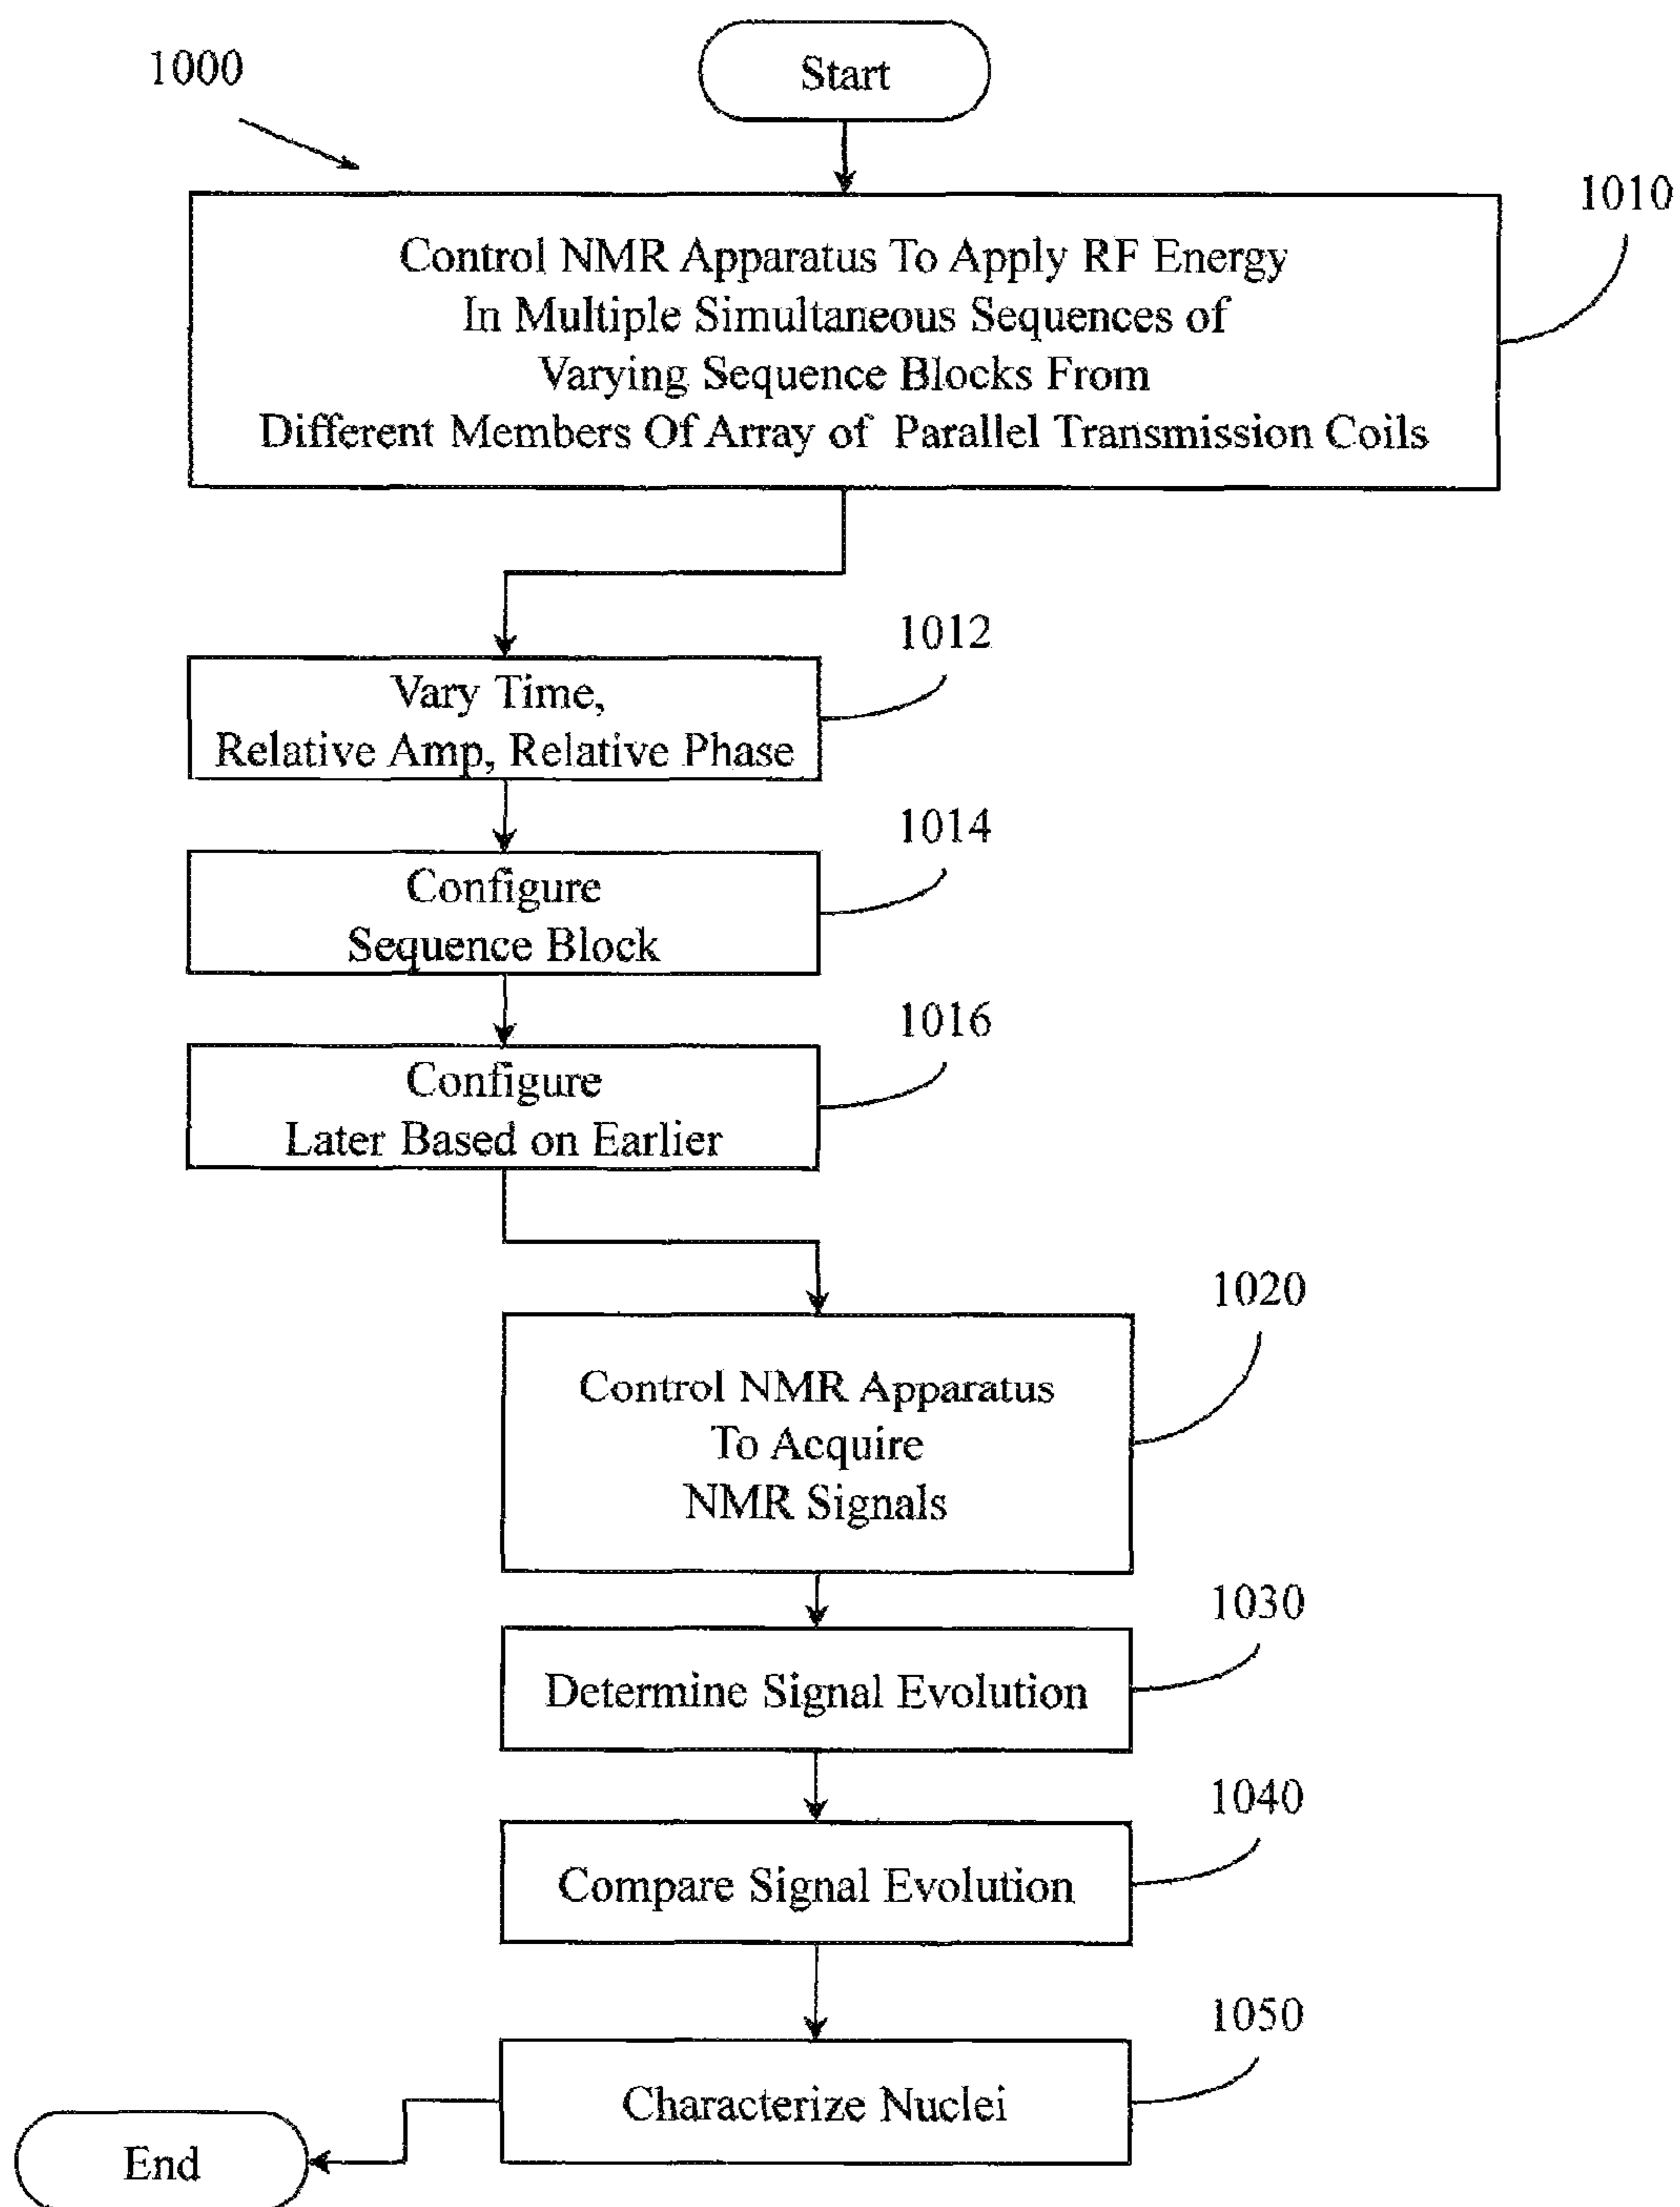 1000
Start
1010
Control NMR Apparatus To Apply RF Energy
In Multiple Simultaneous Sequences of
Varying Sequence Blocks From
Different Members Of Array of Parallel Transmission Coils
1012
Vary Time,
Relative Amp, Relative Phase
1014
Configure
Sequence Block
1016
Configure
Later Based on Earlier
1020
Control NMR Apparatus
To Acquire
NMR Signals
1030
Determine Signal Evolution
1040
Compare Signal Evolution
1050
Characterize Nuclei
End